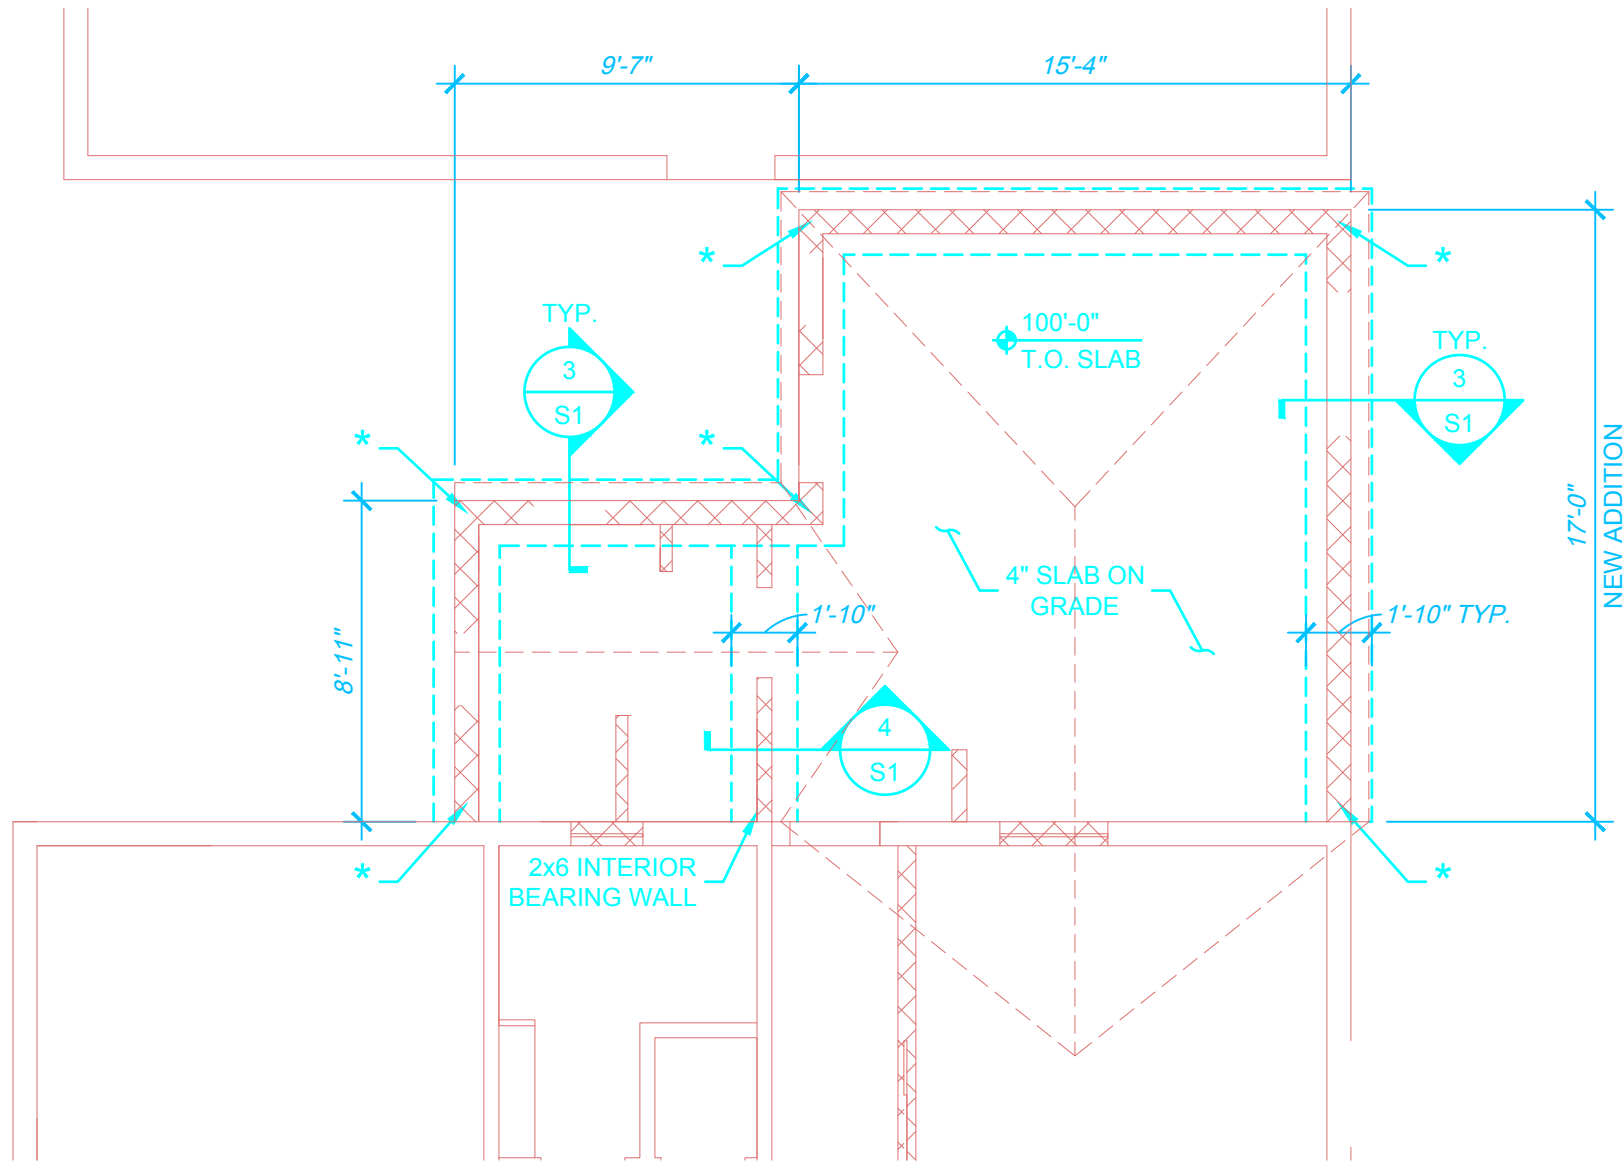 9'-7"
15'-4"
*
*
TYP.
3
S1
100'-0"
T.O. SLAB
TYP.
3
S1
*
*
17'-0"
NEW ADDITION
4" SLAB ON
GRADE
1'-10"
1'-10" TYP.
8'-11"
4
S1
2x6 INTERIOR
BEARING WALL
*
*